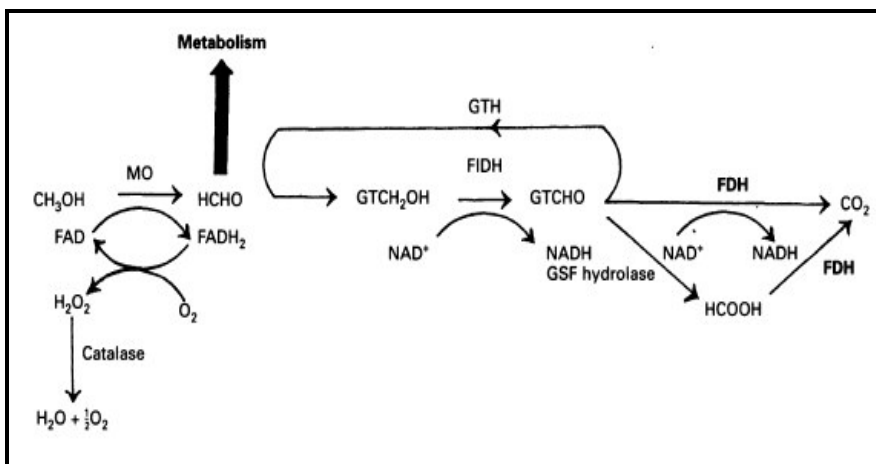 Metabolism
GTH
MO
FlDH
FDH
CH₃OH
HCHO
GTCH₂OH
GTCHO
CO₂
FAD
FADH₂
NAD⁺
NADH
NAD⁺
NADH
GSF hydrolase
FDH
H₂O₂
O₂
HCOOH
Catalase
H₂O + ½O₂